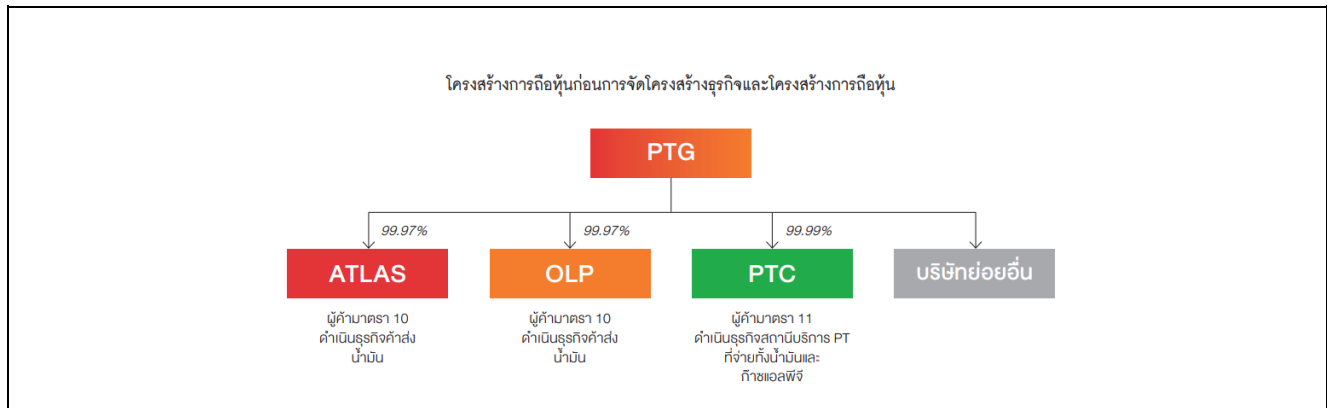 โครงสร้างการถือหุ้นก่อนการจัดโครงสร้างธุรกิจและโครงสร้างการถือหุ้น
PTG
99.97%
99.97%
99.99%
ATLAS
OLP
PTC
บริษัทย่อยอื่น
ผู้ค้ามาตรา 10
ดำเนินธุรกิจค้าส่ง
น้ำมัน
ผู้ค้ามาตรา 10
ดำเนินธุรกิจค้าส่ง
น้ำมัน
ผู้ค้ามาตรา 11
ดำเนินธุรกิจสถานีบริการ PT
ที่จ่ายทั้งน้ำมันและ
ก๊าซแอลพีจี